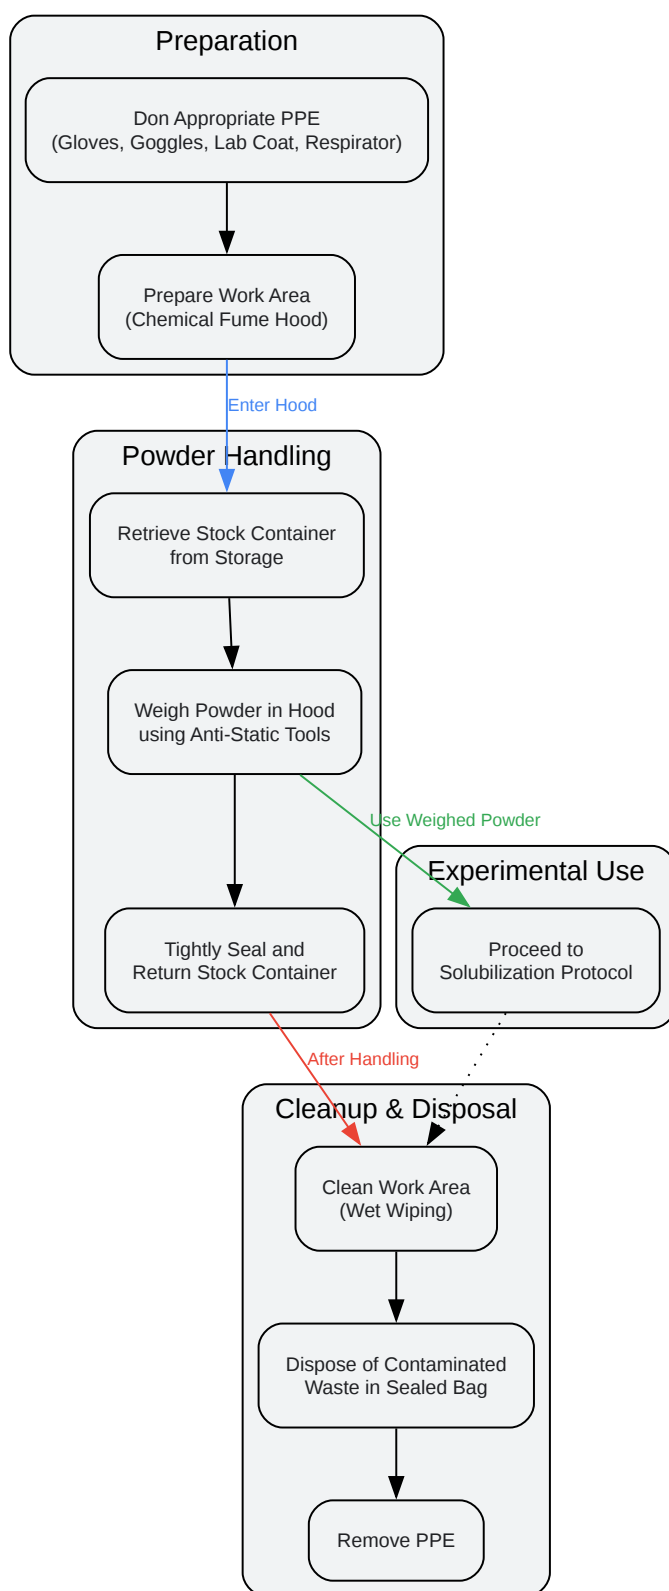 Preparation
Don Appropriate PPE
(Gloves, Goggles, Lab Coat, Respirator)
Prepare Work Area
(Chemical Fume Hood)
Enter Hood
Powder Handling
Retrieve Stock Container
from Storage
Weigh Powder in Hood
using Anti-Static Tools
Use Weighed Powder
Experimental Use
Tightly Seal and
Return Stock Container
Proceed to
Solubilization Protocol
After Handling
Cleanup & Disposal
Clean Work Area
(Wet Wiping)
Dispose of Contaminated
Waste in Sealed Bag
Remove PPE